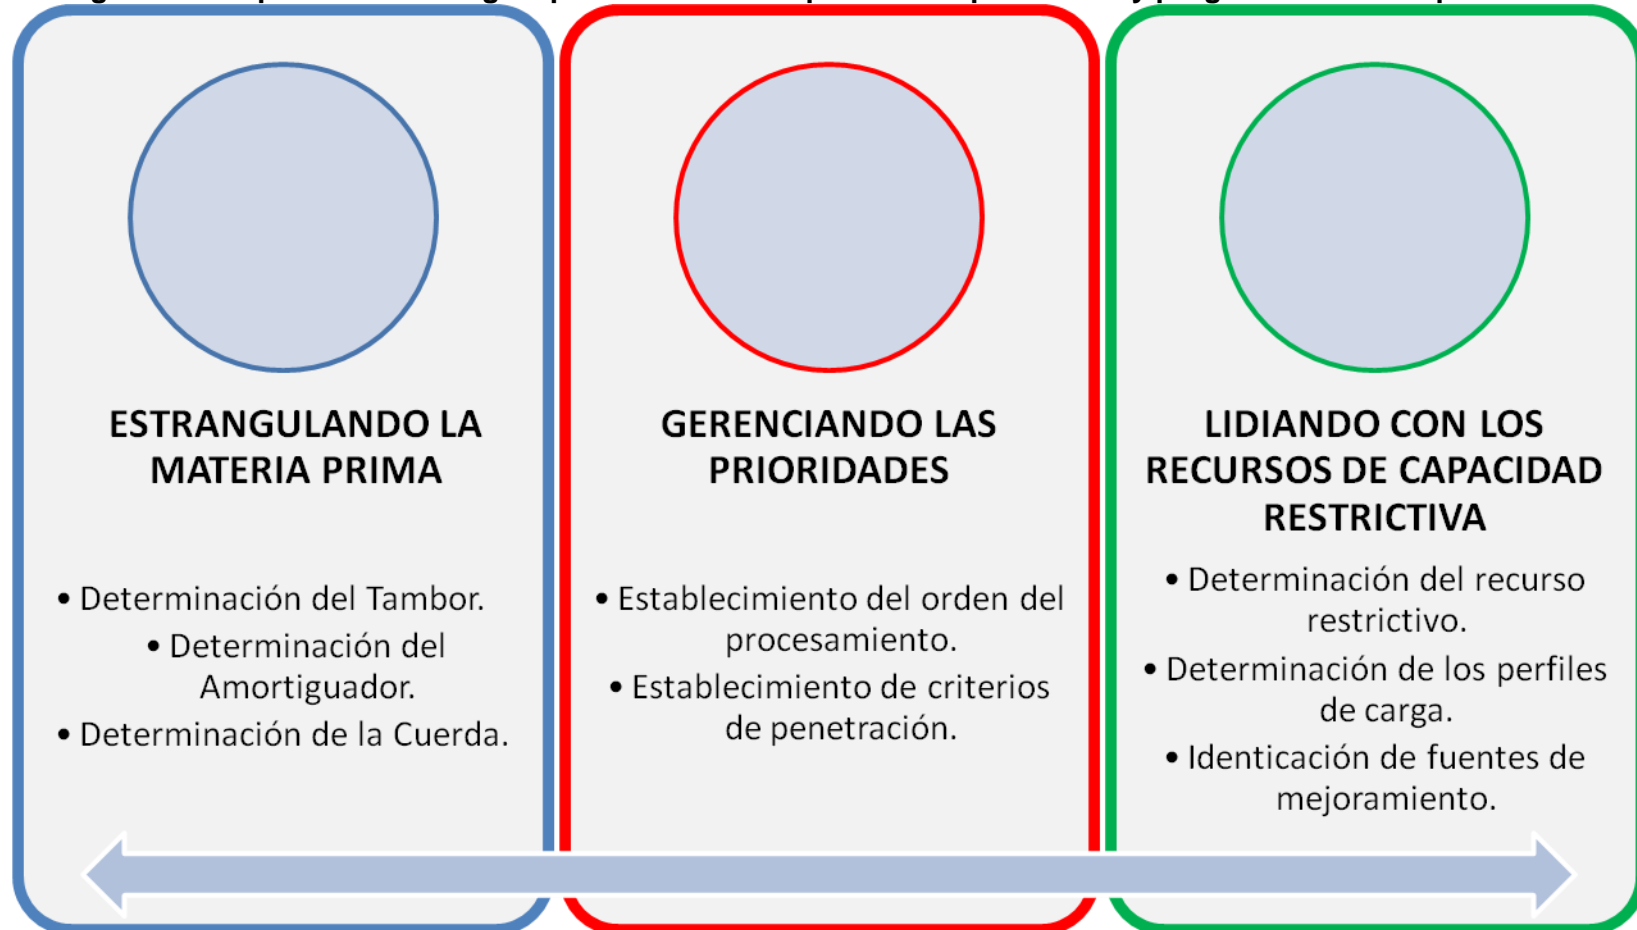 ESTRANGULANDO LA
MATERIA PRIMA
• Determinación del Tambor.
• Determinación del
Amortiguador.
• Determinación de la Cuerda.
GERENCIANDO LAS
PRIORIDADES
• Establecimiento del orden del
procesamiento.
• Establecimiento de criterios
de penetración.
LIDIANDO CON LOS
RECURSOS DE CAPACIDAD
RESTRICTIVA
• Determinación del recurso
restrictivo.
• Determinación de los perfiles
de carga.
• Identicación de fuentes de
mejoramiento.